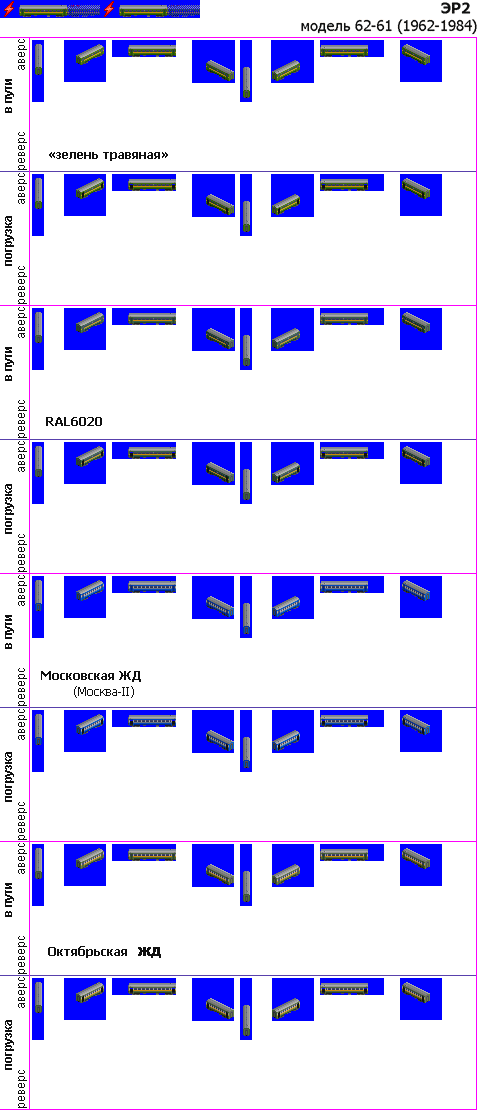 ЭР2
модель 62-61 (1962-1984)
аверс
в пути
реверс
«зелень травяная»
аверс
погрузка
реверс
аверс
в пути
реверс
RAL6020
аверс
погрузка
реверс
аверс
в пути
реверс
Московская ЖД
(Москва-II)
аверс
погрузка
реверс
аверс
в пути
реверс
Октябрьская ЖД
аверс
погрузка
реверс